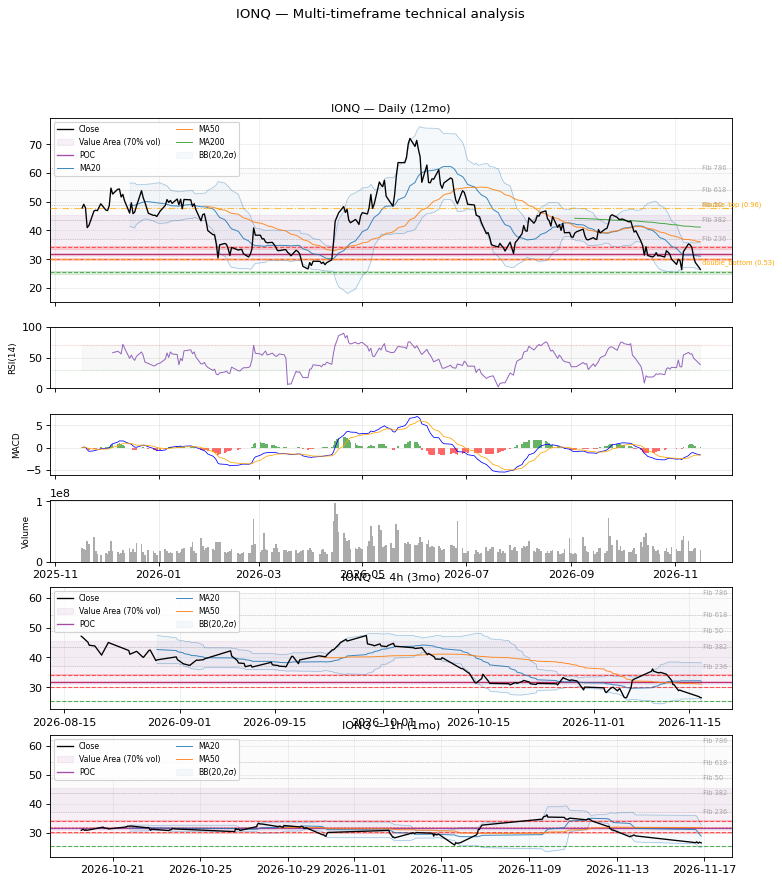 IONQ — Multi-timeframe technical analysis
IONQ — Daily (12mo)
Close
Value Area (70% vol)
POC
MA20
MA50
MA200
BB(20,2σ)
70
60
50
40
30
20
Fib 786
Fib 618
Fib 382
Fib 236
double_bottom (0.53)
100
50
0
RSI(14)
5
0
−5
MACD
1e8
1
0
Volume
2025-11
2026-01
2026-03
2026-05
2026-07
2026-09
2026-11
IONQ — 4h (3mo)
Close
Value Area (70% vol)
POC
MA20
MA50
BB(20,2σ)
60
50
40
30
Fib 786
Fib 618
Fib 50
Fib 382
Fib 236
2026-08-15
2026-09-01
2026-09-15
2026-10-01
2026-10-15
2026-11-01
2026-11-15
IONQ — 1h (1mo)
Close
Value Area (70% vol)
POC
MA20
MA50
BB(20,2σ)
60
50
40
30
Fib 786
Fib 618
Fib 50
Fib 382
Fib 236
2026-10-21
2026-10-25
2026-10-29
2026-11-01
2026-11-05
2026-11-09
2026-11-13
2026-11-17